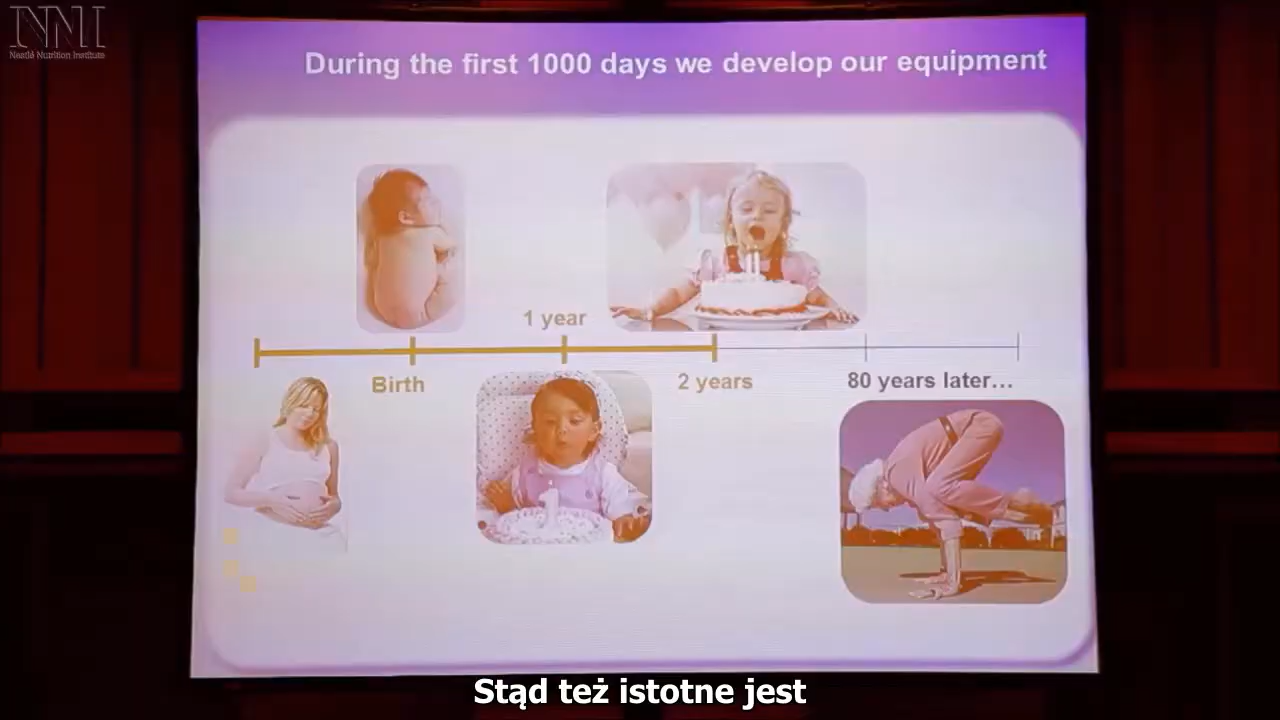 NNI
Nestlé Nutrition Institute
During the first 1000 days we develop our equipment
1 year
Birth
2 years
80 years later...
Stąd też istotne jest